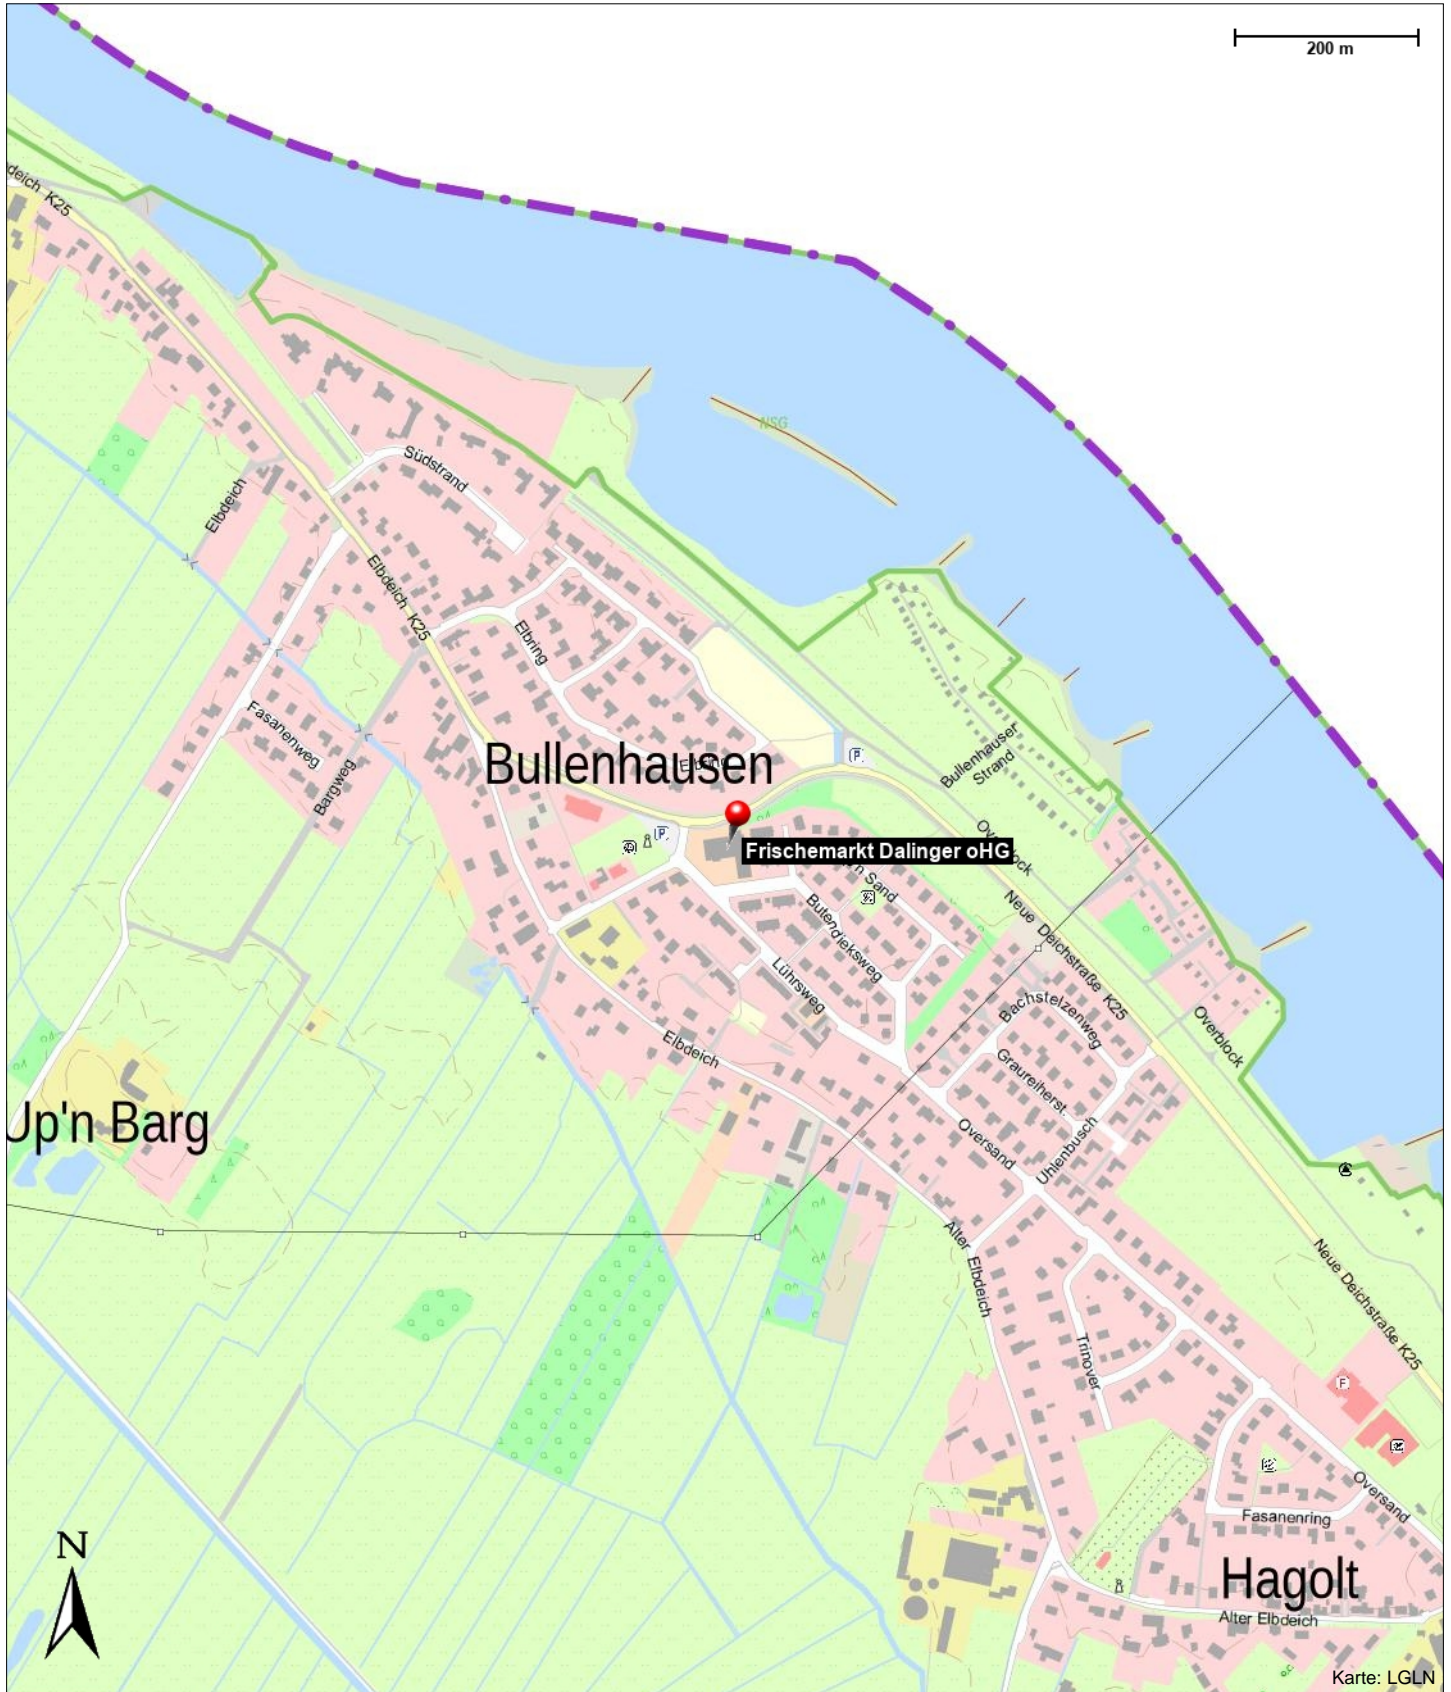 200 m
K25
NSG
Südstrand
Elbdeich
Elbdeich K25
Elbring
Fasanenweg
Bargweg
Bullenhausen
Bullenhauser
Strand
P
P
Frischemarkt Dalinger oHG
Sand
Butendieksweg
Lührsweg
Neue Deichstraße K25
Bachstelzenweg
Graureiherst.
Uhlenbusch
Overblock
Elbdeich
Oversand
Up'n Barg
Alter Elbdeich
Neue Deichstraße K25
Trinover
F
Oversand
Fasanenring
Hagolt
Alter Elbdeich
N
Karte: LGLN